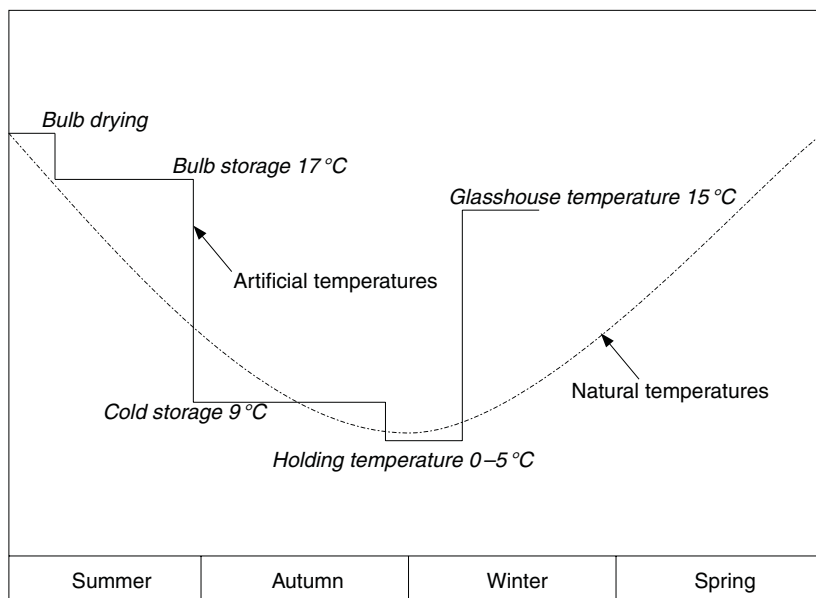 Bulb drying
Bulb storage 17 °C
Glasshouse temperature 15 °C
Artificial temperatures
Natural temperatures
Cold storage 9 °C
Holding temperature 0–5 °C
Summer
Autumn
Winter
Spring